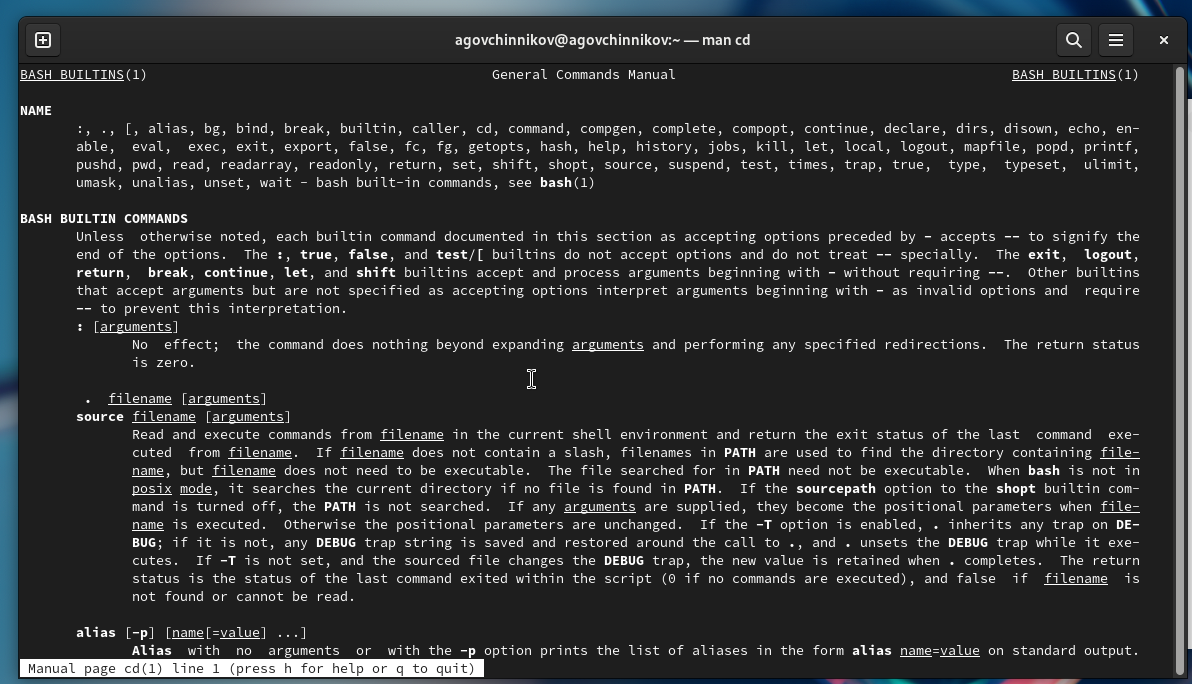 agovchinnikov@agovchinnikov:~ — man cd
BASH BUILTINS(1) General Commands Manual BASH BUILTINS(1)
NAME
:, ., [, alias, bg, bind, break, builtin, caller, cd, command, compgen, complete, compopt, continue, declare, dirs, disown, echo, en-
able, eval, exec, exit, export, false, fc, fg, getopts, hash, help, history, jobs, kill, let, local, logout, mapfile, popd, printf,
pushd, pwd, read, readarray, readonly, return, set, shift, shopt, source, suspend, test, times, trap, true, type, typeset, ulimit,
umask, unalias, unset, wait - bash built-in commands, see bash(1)
BASH BUILTIN COMMANDS
Unless otherwise noted, each builtin command documented in this section as accepting options preceded by - accepts -- to signify the
end of the options. The :, true, false, and test/[ builtins do not accept options and do not treat -- specially. The exit, logout,
return, break, continue, let, and shift builtins accept and process arguments beginning with - without requiring --. Other builtins
that accept arguments but are not specified as accepting options interpret arguments beginning with - as invalid options and require
-- to prevent this interpretation.
: [arguments]
No effect; the command does nothing beyond expanding arguments and performing any specified redirections. The return status
is zero.
. filename [arguments]
source filename [arguments]
Read and execute commands from filename in the current shell environment and return the exit status of the last command exe-
cuted from filename. If filename does not contain a slash, filenames in PATH are used to find the directory containing file-
name, but filename does not need to be executable. The file searched for in PATH need not be executable. When bash is not in
posix mode, it searches the current directory if no file is found in PATH. If the sourcepath option to the shopt builtin com-
mand is turned off, the PATH is not searched. If any arguments are supplied, they become the positional parameters when file-
name is executed. Otherwise the positional parameters are unchanged. If the -T option is enabled, . inherits any trap on DE-
BUG; if it is not, any DEBUG trap string is saved and restored around the call to ., and . unsets the DEBUG trap while it exe-
cutes. If -T is not set, and the sourced file changes the DEBUG trap, the new value is retained when . completes. The return
status is the status of the last command exited within the script (0 if no commands are executed), and false if filename is
not found or cannot be read.
alias [-p] [name[=value] ...]
Alias with no arguments or with the -p option prints the list of aliases in the form alias name=value on standard output.
Manual page cd(1) line 1 (press h for help or q to quit)